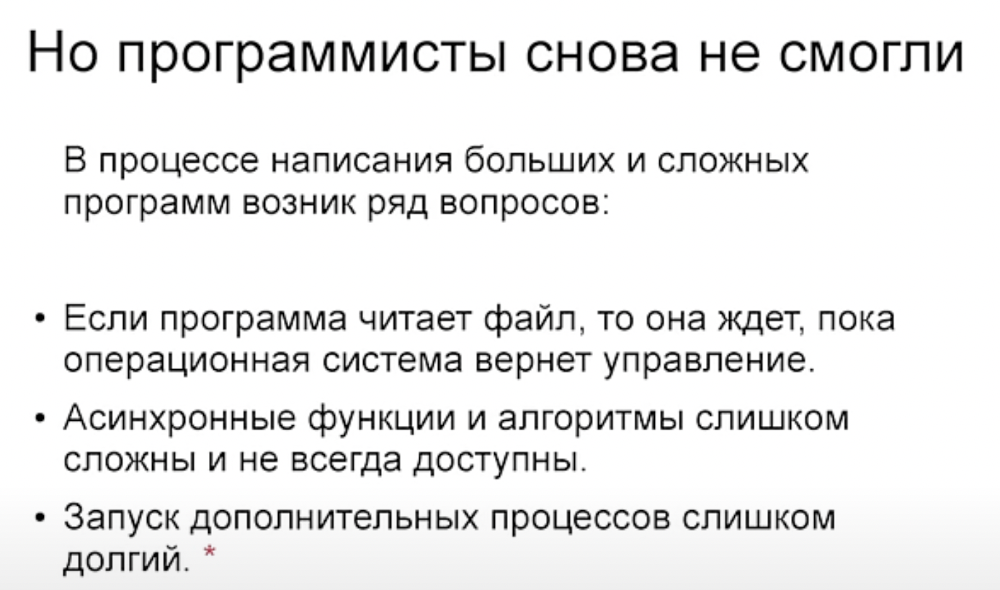 Но программисты снова не смогли
В процессе написания больших и сложных
программ возник ряд вопросов:
• Если программа читает файл, то она ждет, пока
операционная система вернет управление.
• Асинхронные функции и алгоритмы слишком
сложны и не всегда доступны.
• Запуск дополнительных процессов слишком
долгий. *